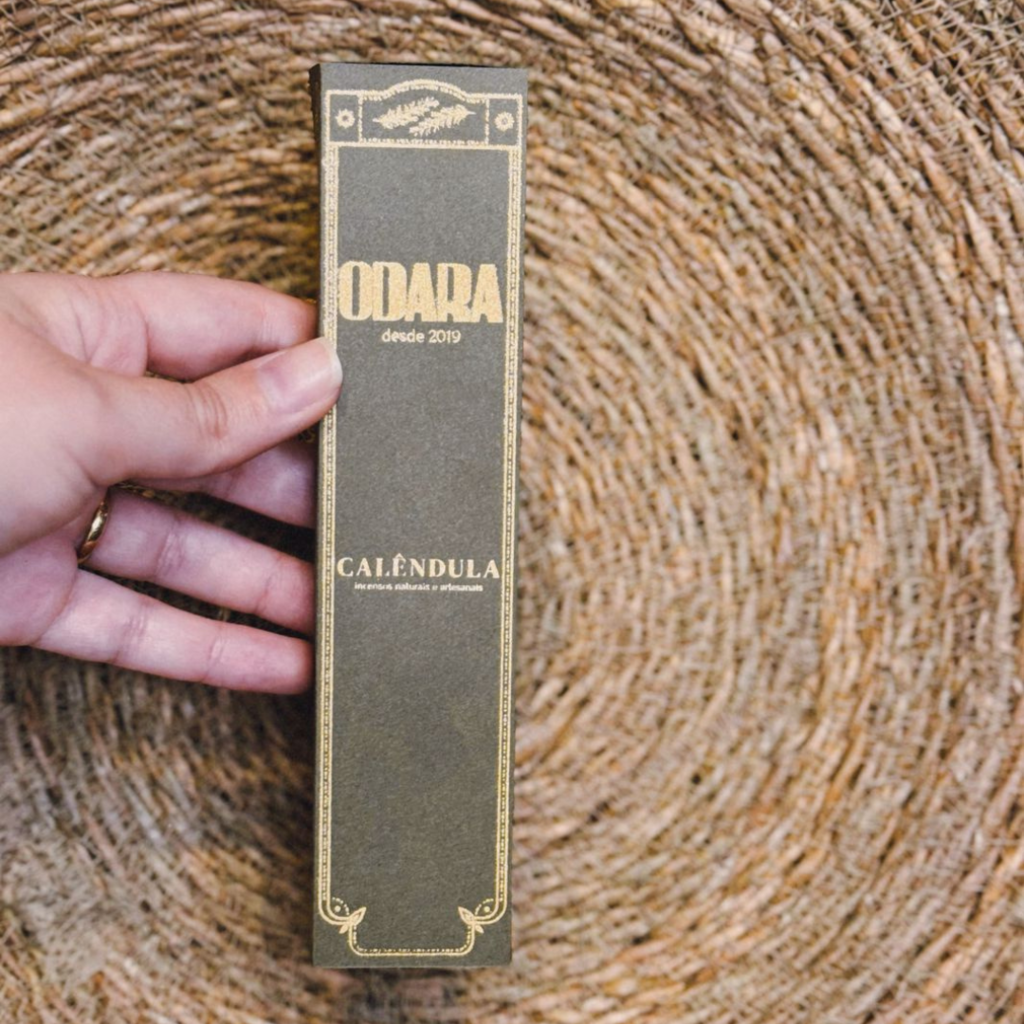 ODARA
desde 2019
CALÊNDULA
incensos naturais e artesanais